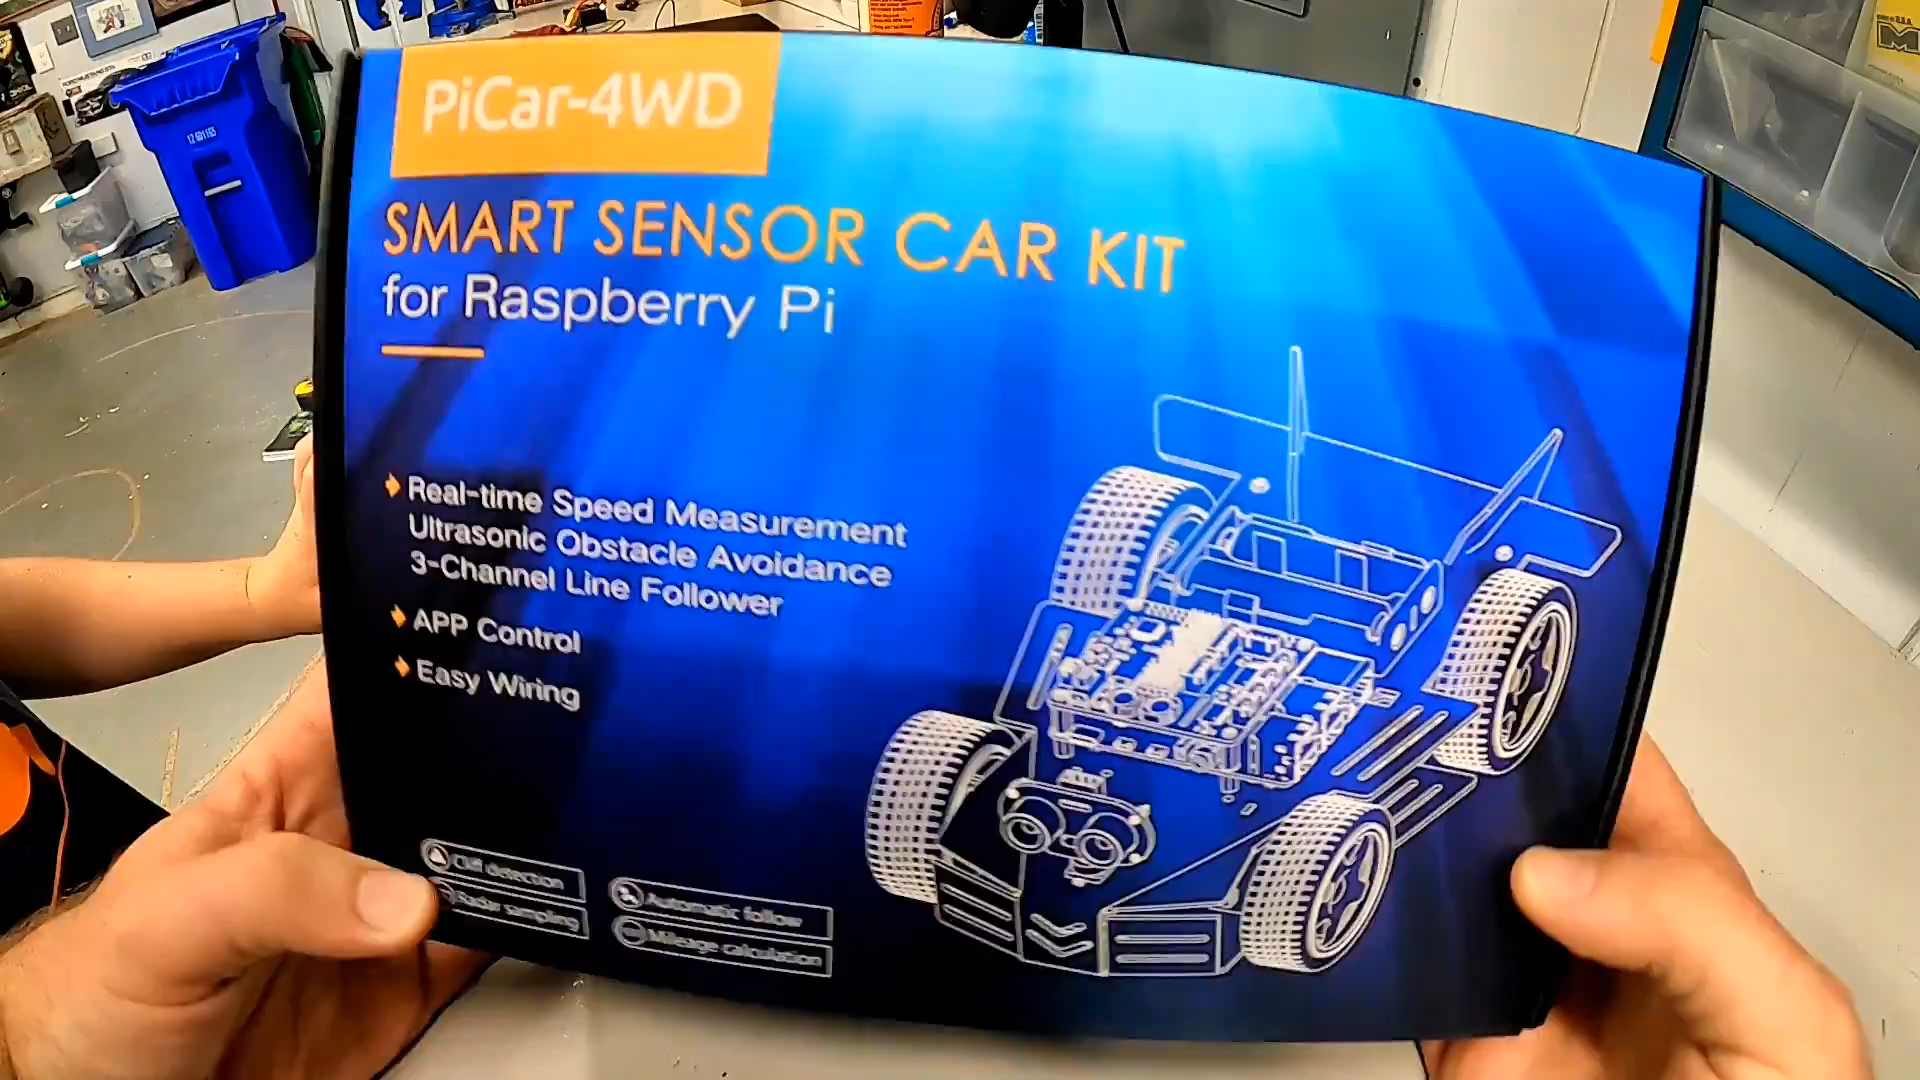 PiCar-4WD
SMART SENSOR CAR KIT
for Raspberry Pi
Real-time Speed Measurement
Ultrasonic Obstacle Avoidance
3-Channel Line Follower
APP Control
Easy Wiring
Cliff detection
Radar sampling
Automatic follow
Mileage calculation